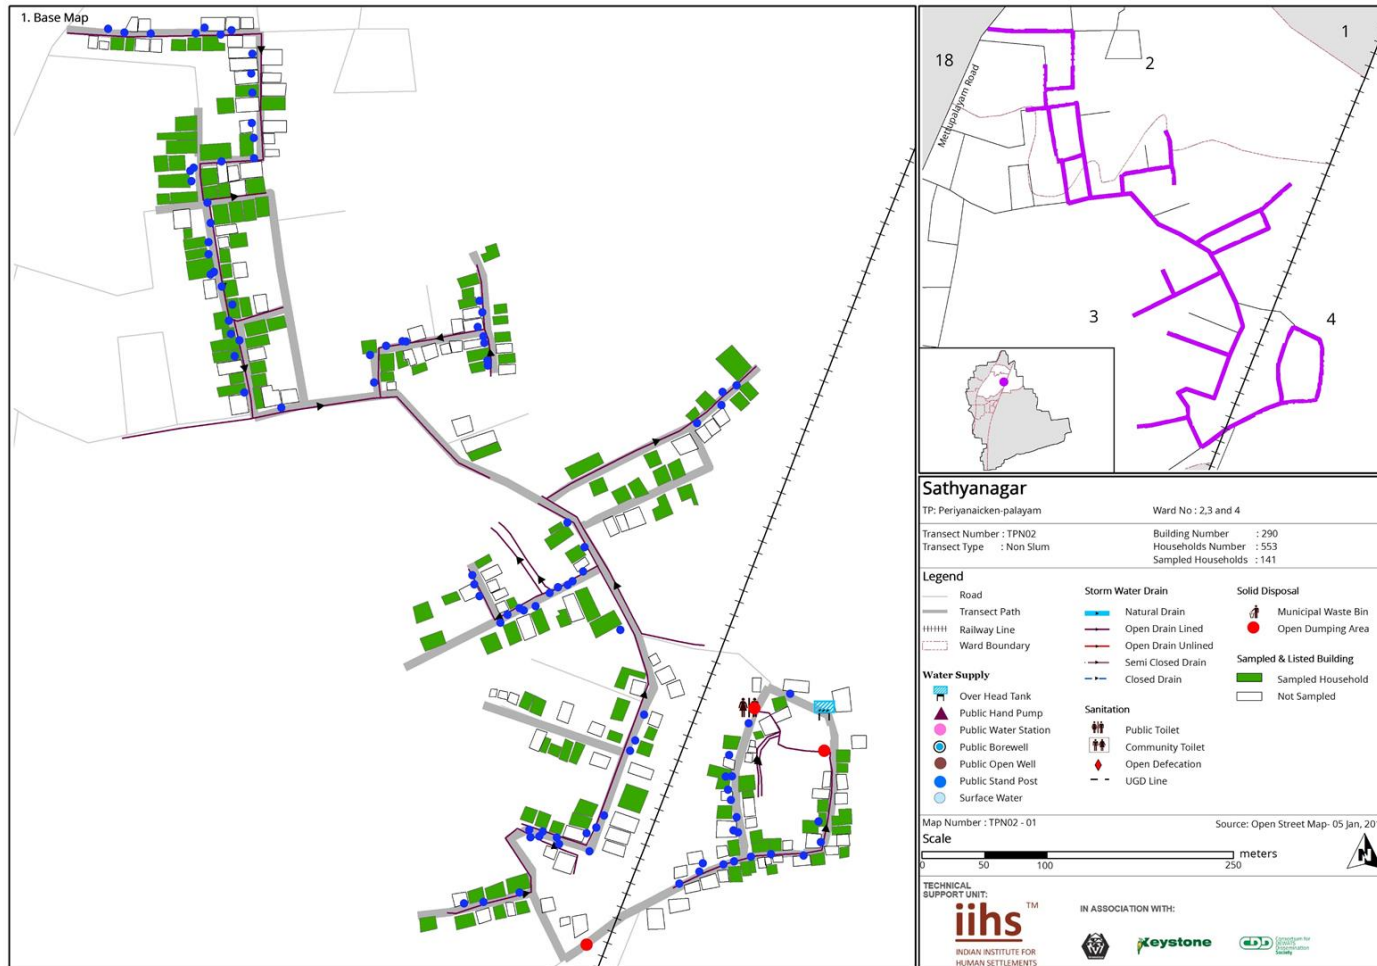 1. Base Map
18
Mettupalayam Road
2
1
3
4
Sathyanagar
TP: Periyanaicken-palayam Ward No : 2,3 and 4
Transect Number : TPN02 Building Number : 290
Transect Type : Non Slum Households Number : 553
Sampled Households : 141
Legend
Road
Transect Path
Railway Line
Ward Boundary
Water Supply
Over Head Tank
Public Hand Pump
Public Water Station
Public Borewell
Public Open Well
Public Stand Post
Surface Water
Storm Water Drain
Natural Drain
Open Drain Lined
Open Drain Unlined
Semi Closed Drain
Closed Drain
Sanitation
Public Toilet
Community Toilet
Open Defecation
UGD Line
Solid Disposal
Municipal Waste Bin
Open Dumping Area
Sampled & Listed Building
Sampled Household
Not Sampled
Map Number : TPN02 - 01 Source: Open Street Map- 05 Jan, 201
Scale
0 50 100 250 meters
N
TECHNICAL
SUPPORT UNIT:
iihs TM
INDIAN INSTITUTE FOR
HUMAN SETTLEMENTS
IN ASSOCIATION WITH:
Keystone
CDD
Consortium for
DEWATS
Dissemination
Society